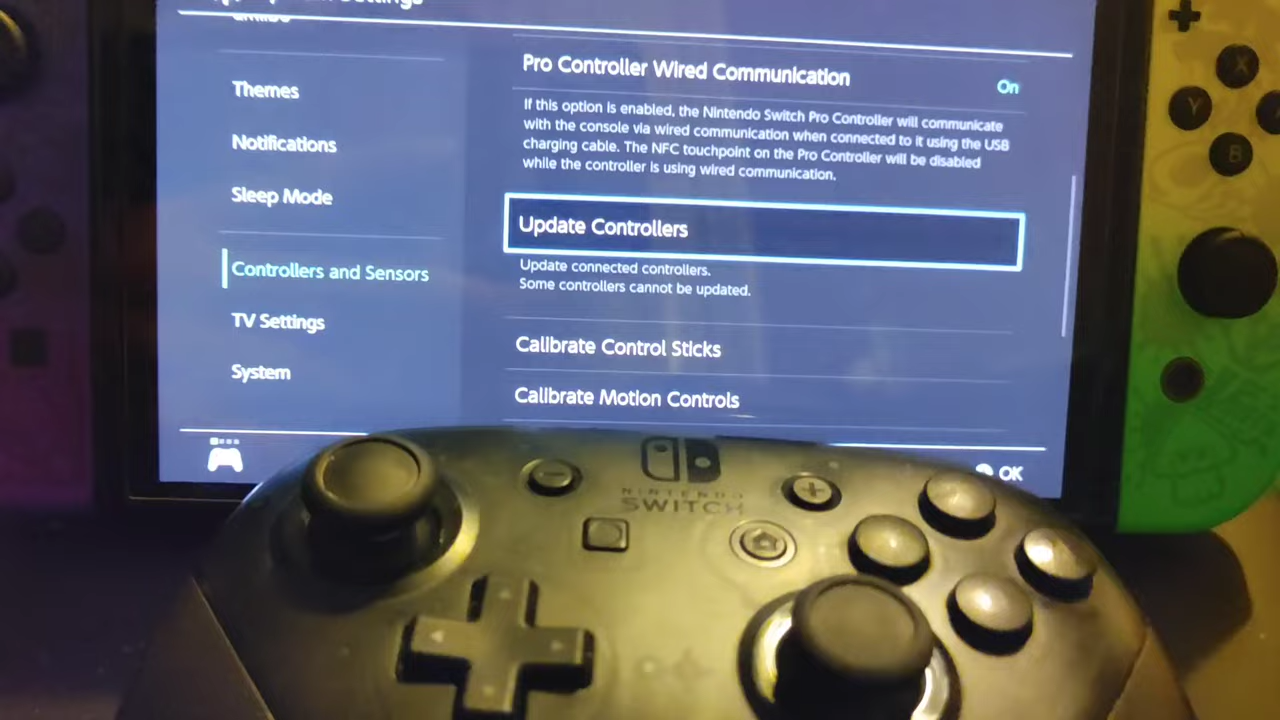 Settings
amiibo
Themes
Notifications
Sleep Mode
Controllers and Sensors
TV Settings
System
Pro Controller Wired Communication
On
If this option is enabled, the Nintendo Switch Pro Controller will communicate
with the console via wired communication when connected to it using the USB
charging cable. The NFC touchpoint on the Pro Controller will be disabled
while the controller is using wired communication.
Update Controllers
Update connected controllers.
Some controllers cannot be updated.
Calibrate Control Sticks
Calibrate Motion Controls
OK
X
Y
B
NINTENDO
SWITCH